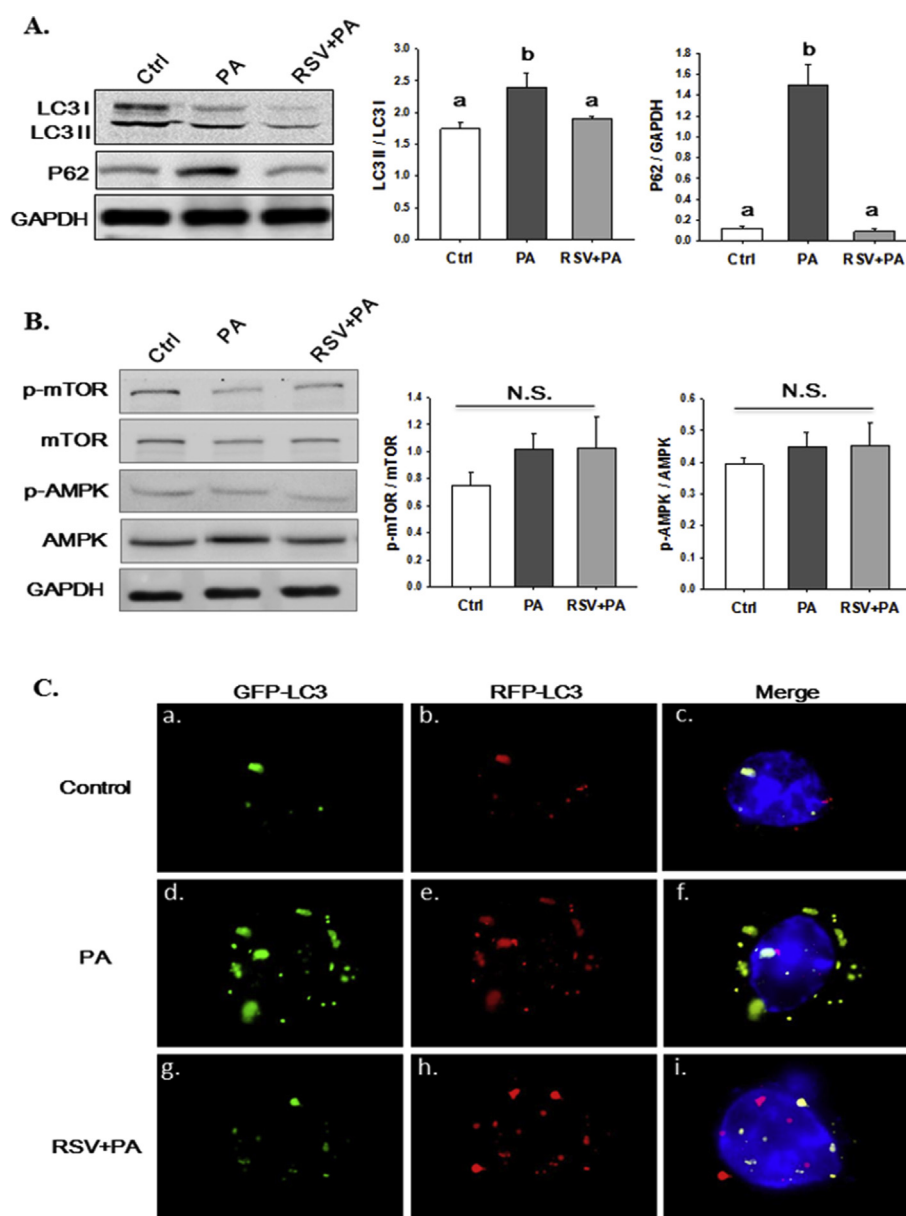 A.
Ctrl PA RSV+PA
LC3 I
LC3 II
P62
GAPDH
LC3 II / LC3 I
3.0
2.5
2.0
1.5
1.0
0.5
0.0
a b a
Ctrl PA RSV+PA
P62 / GAPDH
1.8
1.6
1.4
1.2
1.0
0.8
0.6
0.4
0.2
0.0
a b a
Ctrl PA RSV+PA
B.
Ctrl PA RSV+PA
p-mTOR
mTOR
p-AMPK
AMPK
GAPDH
p-mTOR / mTOR
1.4
1.2
1.0
0.8
0.6
0.4
0.2
0.0
N.S.
Ctrl PA RSV+PA
p-AMPK / AMPK
0.6
0.5
0.4
0.3
0.2
0.1
0.0
N.S.
Ctrl PA RSV+PA
C.
GFP-LC3 RFP-LC3 Merge
Control
a. b. c.
PA
d. e. f.
RSV+PA
g. h. i.